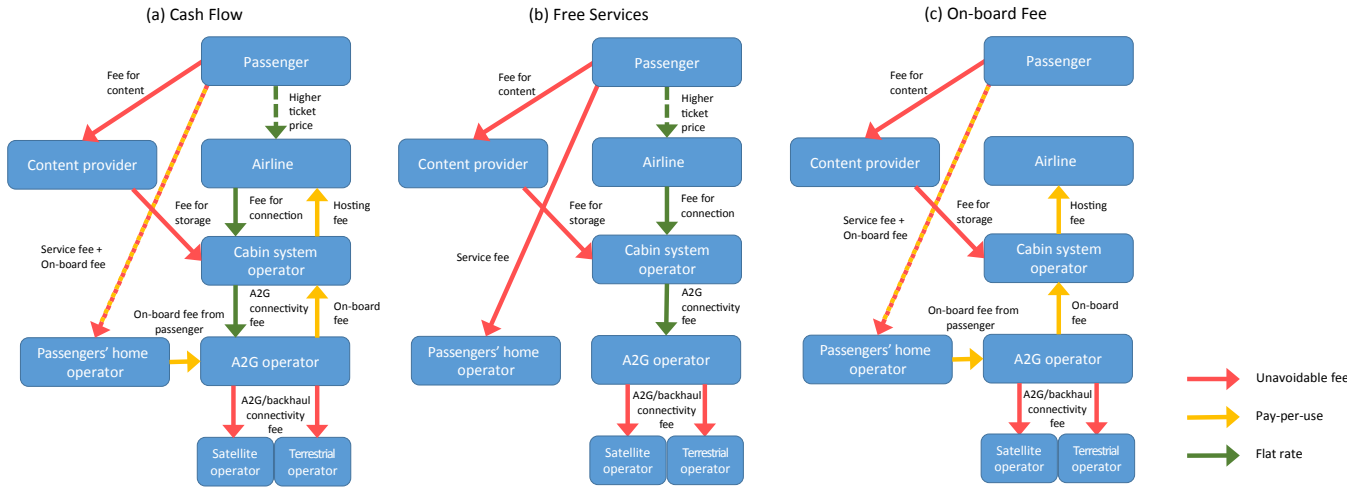 (a) Cash Flow
Passenger
Fee for
content
Higher
ticket
price
Content provider
Airline
Fee for
storage
Fee for
connection
Hosting
fee
Service fee +
On-board fee
Cabin system
operator
A2G
connectivity
fee
On-board
fee
On-board fee from
passenger
Passengers' home
operator
A2G operator
A2G/backhaul
connectivity
fee
Satellite
operator
Terrestrial
operator
(b) Free Services
Passenger
Fee for
content
Higher
ticket
price
Content provider
Airline
Fee for
storage
Fee for
connection
Service fee
Cabin system
operator
A2G
connectivity
fee
Passengers' home
operator
A2G operator
A2G/backhaul
connectivity
fee
Satellite
operator
Terrestrial
operator
(c) On-board Fee
Passenger
Fee for
content
Content provider
Airline
Fee for
storage
Hosting
fee
Service fee +
On-board fee
Cabin system
operator
On-board
fee
On-board fee from
passenger
Passengers' home
operator
A2G operator
A2G/backhaul
connectivity
fee
Satellite
operator
Terrestrial
operator
Unavoidable fee
Pay-per-use
Flat rate